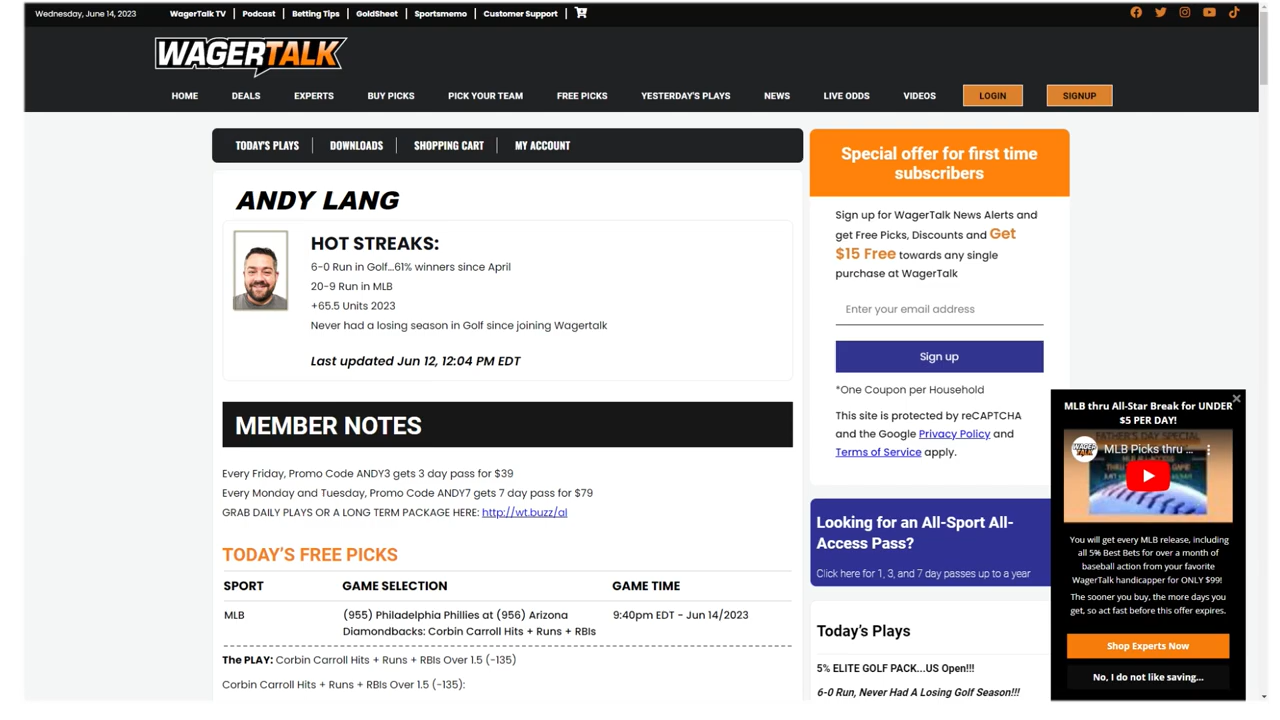 Wednesday, June 14, 2023
WagerTalk TV | Podcast | Betting Tips | GoldSheet | Sportsmemo | Customer Support |
WAGERTALK
HOME DEALS EXPERTS BUY PICKS PICK YOUR TEAM FREE PICKS YESTERDAY'S PLAYS NEWS LIVE ODDS VIDEOS LOGIN SIGNUP
TODAY'S PLAYS | DOWNLOADS | SHOPPING CART | MY ACCOUNT
ANDY LANG
HOT STREAKS:
6-0 Run in Golf...61% winners since April
20-9 Run in MLB
+65.5 Units 2023
Never had a losing season in Golf since joining Wagertalk
Last updated Jun 12, 12:04 PM EDT
MEMBER NOTES
Every Friday, Promo Code ANDY3 gets 3 day pass for $39
Every Monday and Tuesday, Promo Code ANDY7 gets 7 day pass for $79
GRAB DAILY PLAYS OR A LONG TERM PACKAGE HERE: http://wt.buzz/al
TODAY'S FREE PICKS
SPORT GAME SELECTION GAME TIME
MLB (955) Philadelphia Phillies at (956) Arizona 9:40pm EDT - Jun 14/2023
Diamondbacks: Corbin Carroll Hits + Runs + RBIs
The PLAY: Corbin Carroll Hits + Runs + RBIs Over 1.5 (-135)
Corbin Carroll Hits + Runs + RBIs Over 1.5 (-135):
Special offer for first time
subscribers
Sign up for WagerTalk News Alerts and
get Free Picks, Discounts and Get
$15 Free towards any single
purchase at WagerTalk
Enter your email address
Sign up
*One Coupon per Household
This site is protected by reCAPTCHA
and the Google Privacy Policy and
Terms of Service apply.
Looking for an All-Sport All-
Access Pass?
Click here for 1, 3, and 7 day passes up to a year
Today's Plays
5% ELITE GOLF PACK...US Open!!!
6-0 Run, Never Had A Losing Golf Season!!!
MLB thru All-Star Break for UNDER
$5 PER DAY!
FATHER'S DAY SPECIAL
MLB Picks thru ...
You will get every MLB release, including
all 5% Best Bets for over a month of
baseball action from your favorite
WagerTalk handicapper for ONLY $99!
The sooner you buy, the more days you
get, so act fast before this offer expires.
Shop Experts Now
No, I do not like saving...